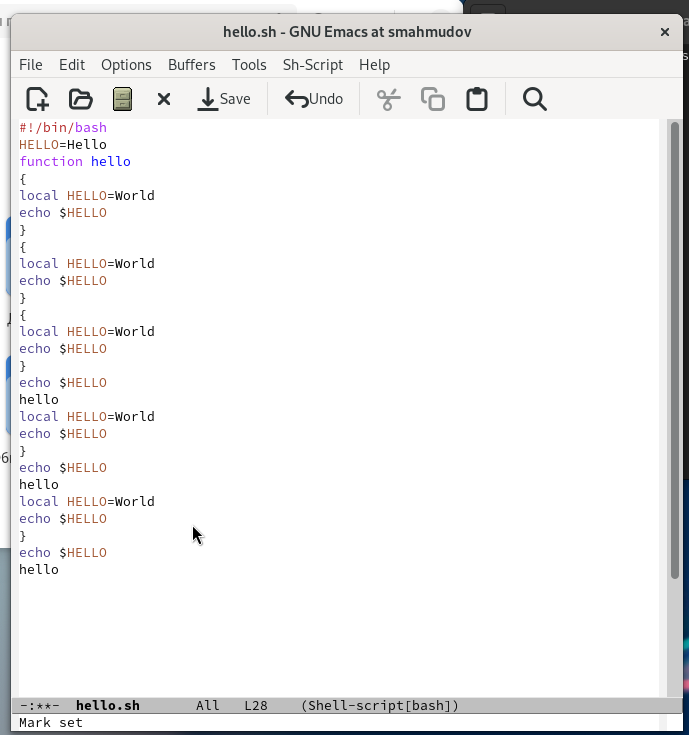 hello.sh - GNU Emacs at smahmudov
File Edit Options Buffers Tools Sh-Script Help
Save Undo
#!/bin/bash
HELLO=Hello
function hello
{
local HELLO=World
echo $HELLO
}
{
local HELLO=World
echo $HELLO
}
{
local HELLO=World
echo $HELLO
}
echo $HELLO
hello
local HELLO=World
echo $HELLO
}
echo $HELLO
hello
local HELLO=World
echo $HELLO
}
echo $HELLO
hello
-:**- hello.sh All L28 (Shell-script[bash])
Mark set